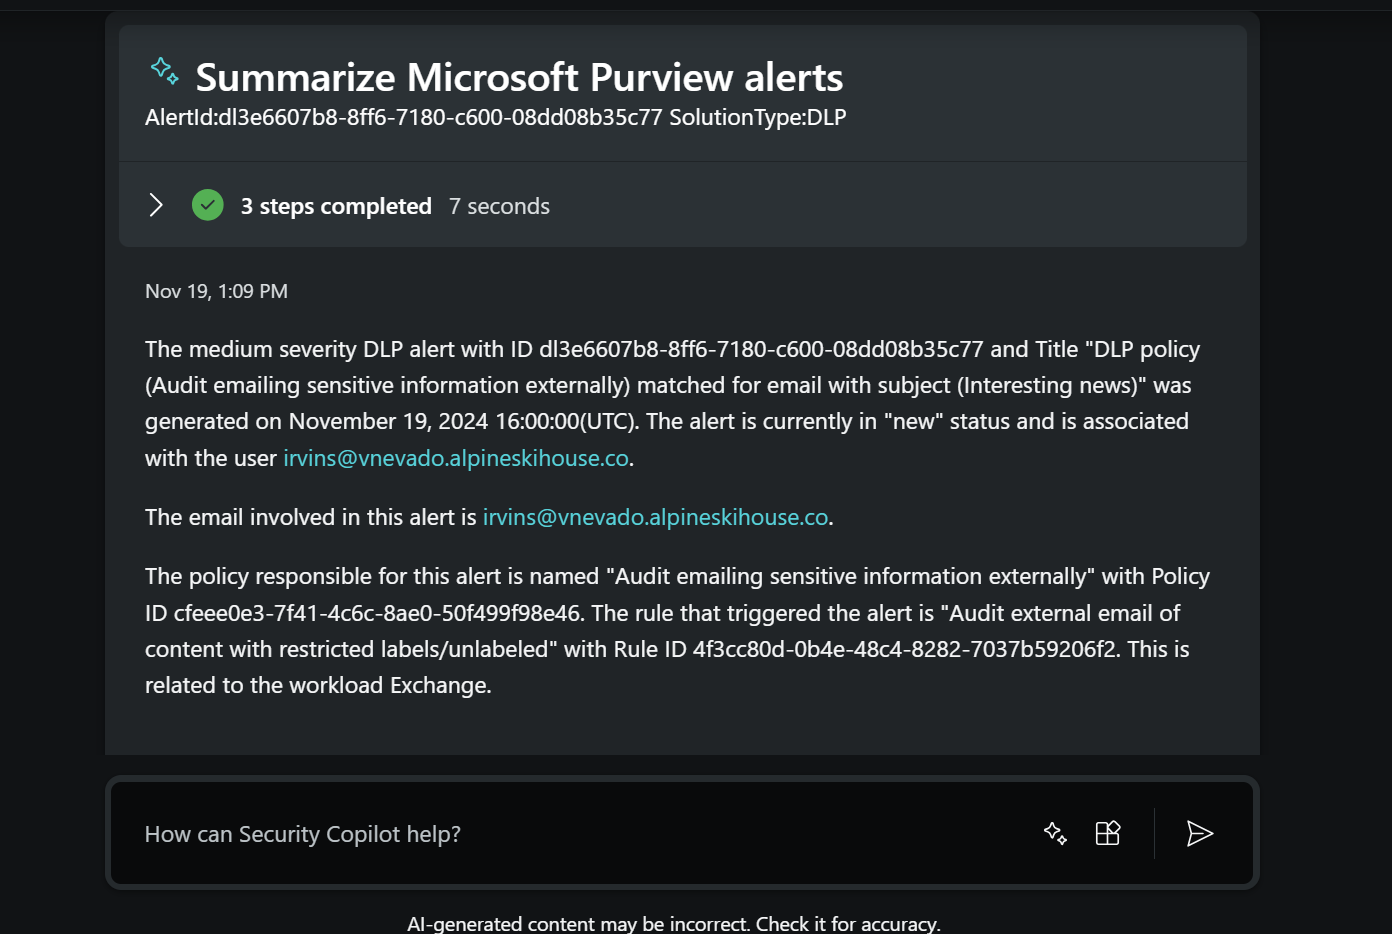 Summarize Microsoft Purview alerts
AlertId:dl3e6607b8-8ff6-7180-c600-08dd08b35c77 SolutionType:DLP
3 steps completed 7 seconds
Nov 19, 1:09 PM
The medium severity DLP alert with ID dl3e6607b8-8ff6-7180-c600-08dd08b35c77 and Title "DLP policy
(Audit emailing sensitive information externally) matched for email with subject (Interesting news)" was
generated on November 19, 2024 16:00:00(UTC). The alert is currently in "new" status and is associated
with the user irvins@vnevado.alpineskihouse.co.
The email involved in this alert is irvins@vnevado.alpineskihouse.co.
The policy responsible for this alert is named "Audit emailing sensitive information externally" with Policy
ID cfeee0e3-7f41-4c6c-8ae0-50f499f98e46. The rule that triggered the alert is "Audit external email of
content with restricted labels/unlabeled" with Rule ID 4f3cc80d-0b4e-48c4-8282-7037b59206f2. This is
related to the workload Exchange.
How can Security Copilot help?
AI-generated content may be incorrect. Check it for accuracy.